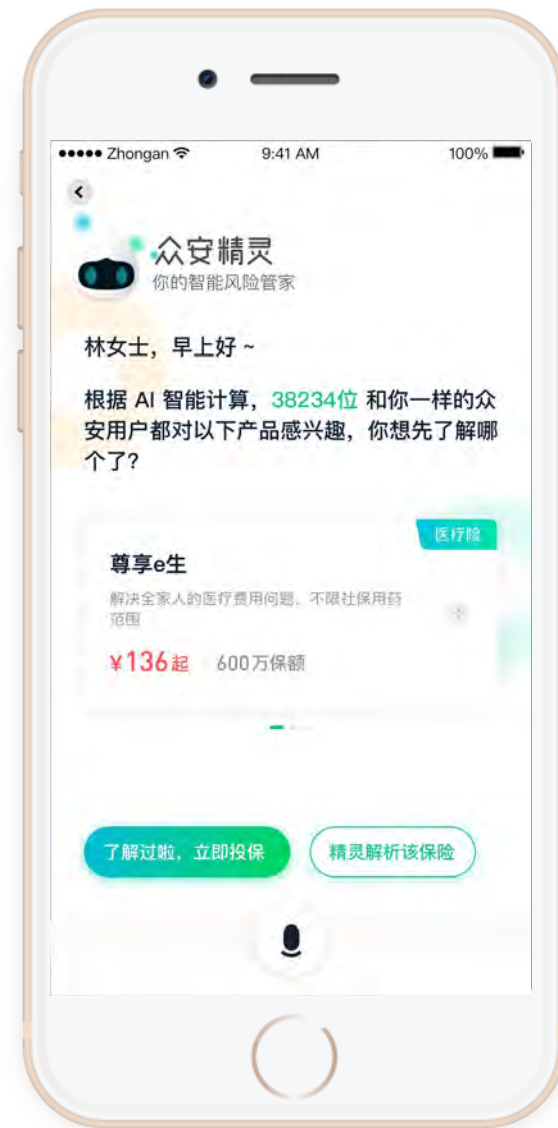 ●●●●● Zhongan 9:41 AM 100%
众安精灵
你的智能风险管家
林女士，早上好 ~
根据 AI 智能计算，38234位 和你一样的众
安用户都对以下产品感兴趣，你想先了解哪
个了?
医疗险
尊享e生
解决全家人的医疗费用问题，不限社保用药
范围
¥136起 600万保额
了解过啦，立即投保 精灵解析该保险